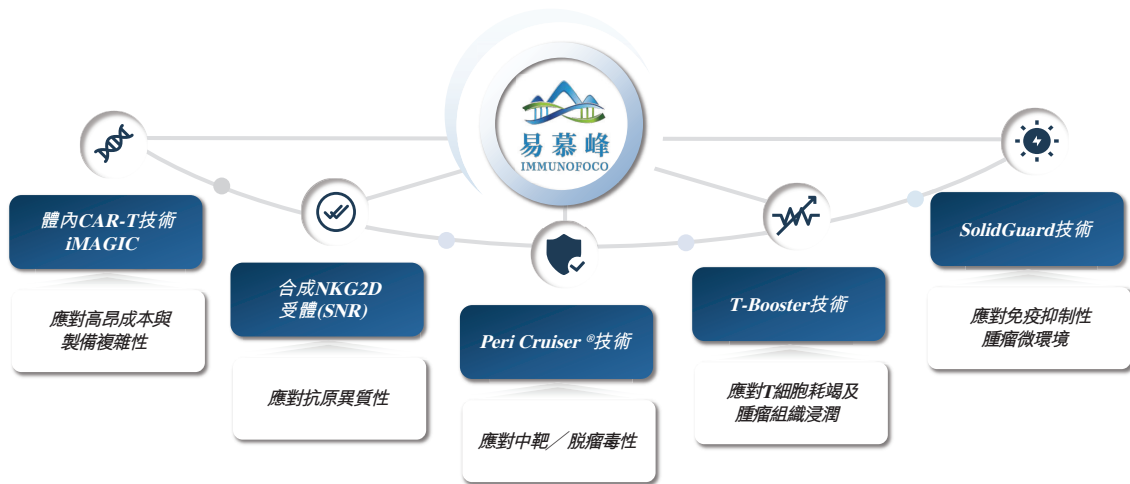 易慕峰
IMMUNOFOCO
體內CAR-T技術
iMAGIC
應對高昂成本與
製備複雜性
合成NKG2D
受體(SNR)
應對抗原異質性
Peri Cruiser ®技術
應對中靶／脱瘤毒性
T-Booster技術
應對T細胞耗竭及
腫瘤組織浸潤
SolidGuard技術
應對免疫抑制性
腫瘤微環境